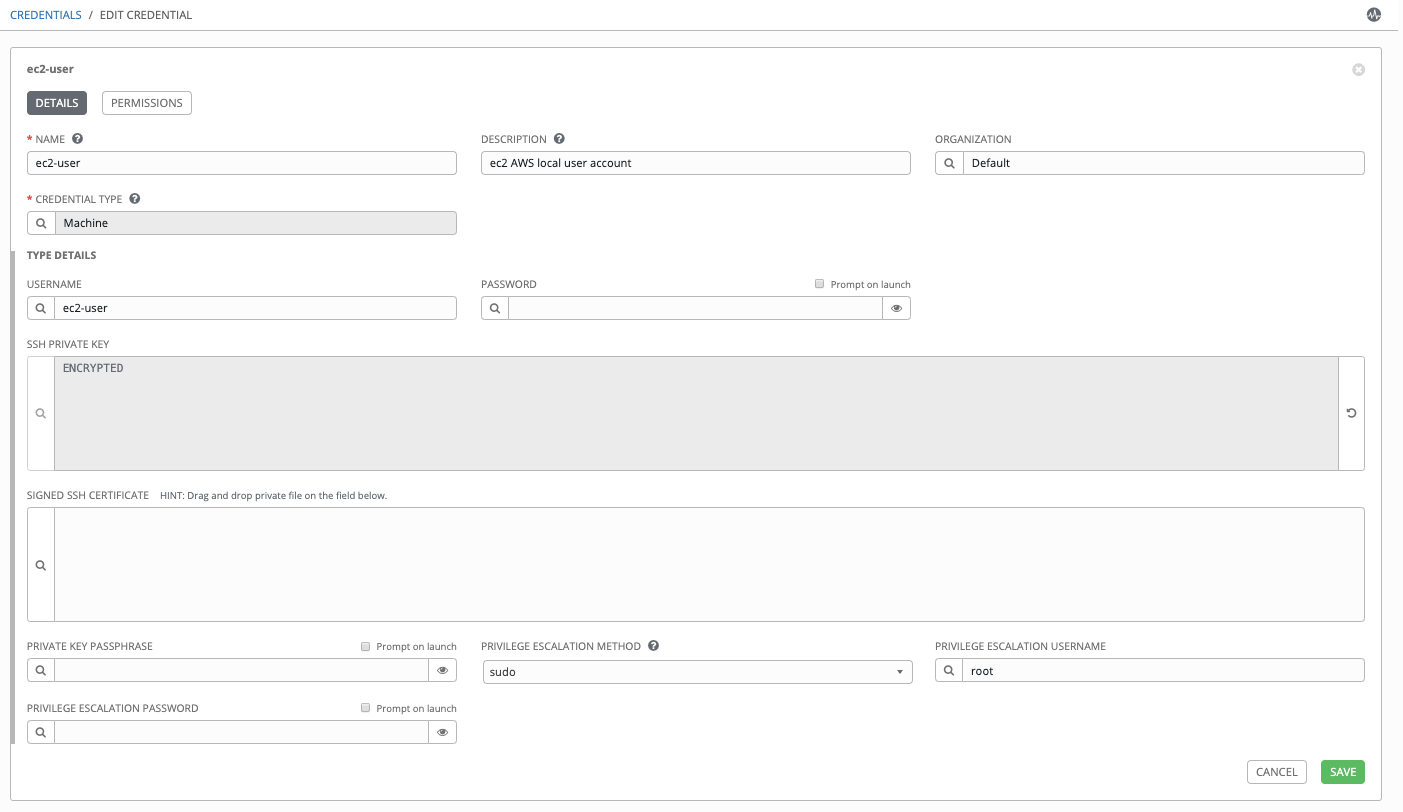 CREDENTIALS / EDIT CREDENTIAL
ec2-user
DETAILS PERMISSIONS
* NAME ? DESCRIPTION ? ORGANIZATION
ec2-user ec2 AWS local user account Default
* CREDENTIAL TYPE ?
Machine
TYPE DETAILS
USERNAME PASSWORD Prompt on launch
ec2-user
SSH PRIVATE KEY
ENCRYPTED
SIGNED SSH CERTIFICATE HINT: Drag and drop private file on the field below.
PRIVATE KEY PASSPHRASE Prompt on launch PRIVILEGE ESCALATION METHOD ? PRIVILEGE ESCALATION USERNAME
sudo root
PRIVILEGE ESCALATION PASSWORD Prompt on launch
CANCEL SAVE